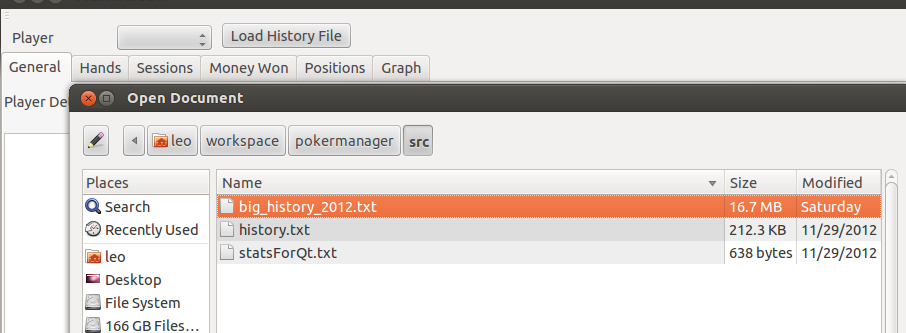 Player Load History File
General Hands Sessions Money Won Positions Graph
Player De
Open Document
leo workspace pokermanager src
Places Name Size Modified
Search big_history_2012.txt 16.7 MB Saturday
Recently Used history.txt 212.3 KB 11/29/2012
leo statsForQt.txt 638 bytes 11/29/2012
Desktop
File System
166 GB Files...